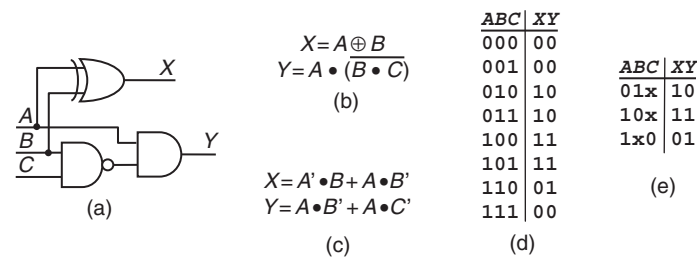 X
A
B
Y
C
(a)
X = A ⊕ B
Y = A • (B • C)̅
(b)
X = A' • B + A • B'
Y = A • B' + A • C'
(c)
ABC XY
000 00
001 00
010 10
011 10
100 11
101 11
110 01
111 00
(d)
ABC XY
01x 10
10x 11
1x0 01
(e)